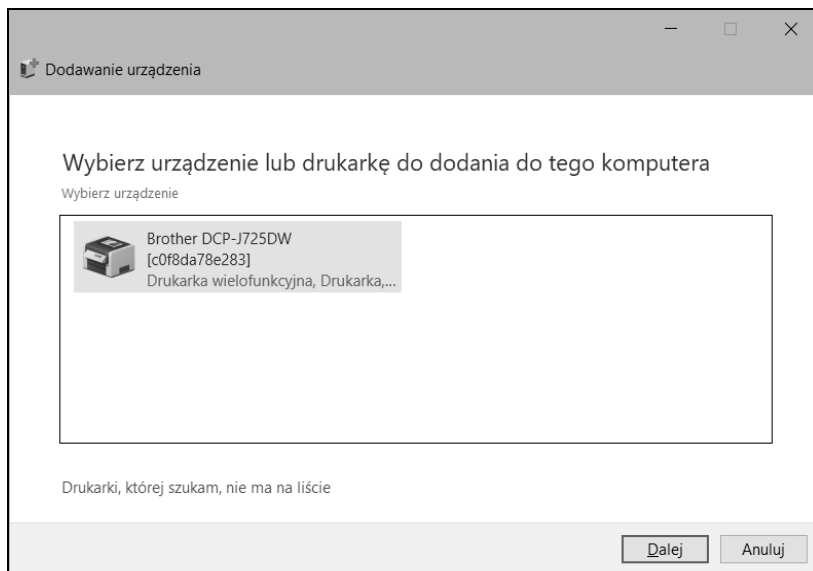 Dodawanie urządzenia
Wybierz urządzenie lub drukarkę do dodania do tego komputera
Wybierz urządzenie
Brother DCP-J725DW
[c0f8da78e283]
Drukarka wielofunkcyjna, Drukarka,...
Drukarki, której szukam, nie ma na liście
Dalej
Anuluj